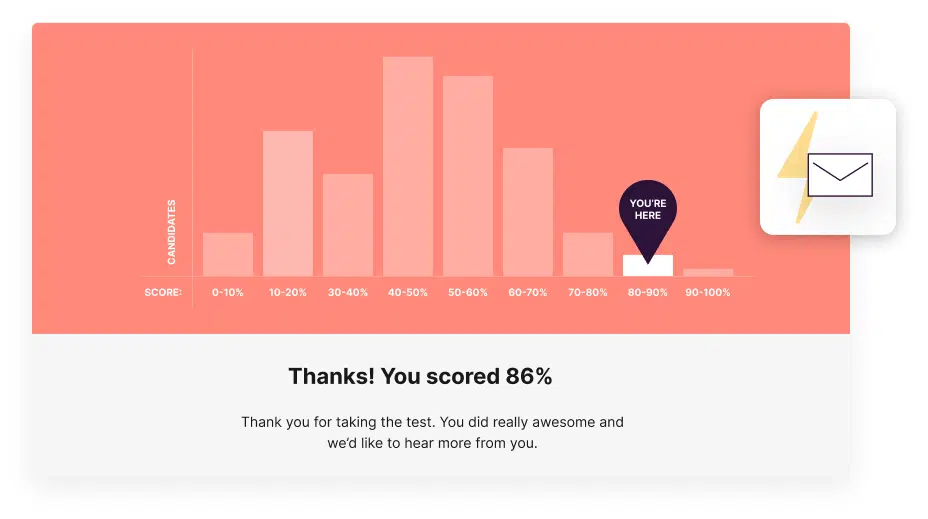 YOU'RE
HERE
CANDIDATES
SCORE: 0-10% 10-20% 30-40% 40-50% 50-60% 60-70% 70-80% 80-90% 90-100%
Thanks! You scored 86%
Thank you for taking the test. You did really awesome and
we’d like to hear more from you.